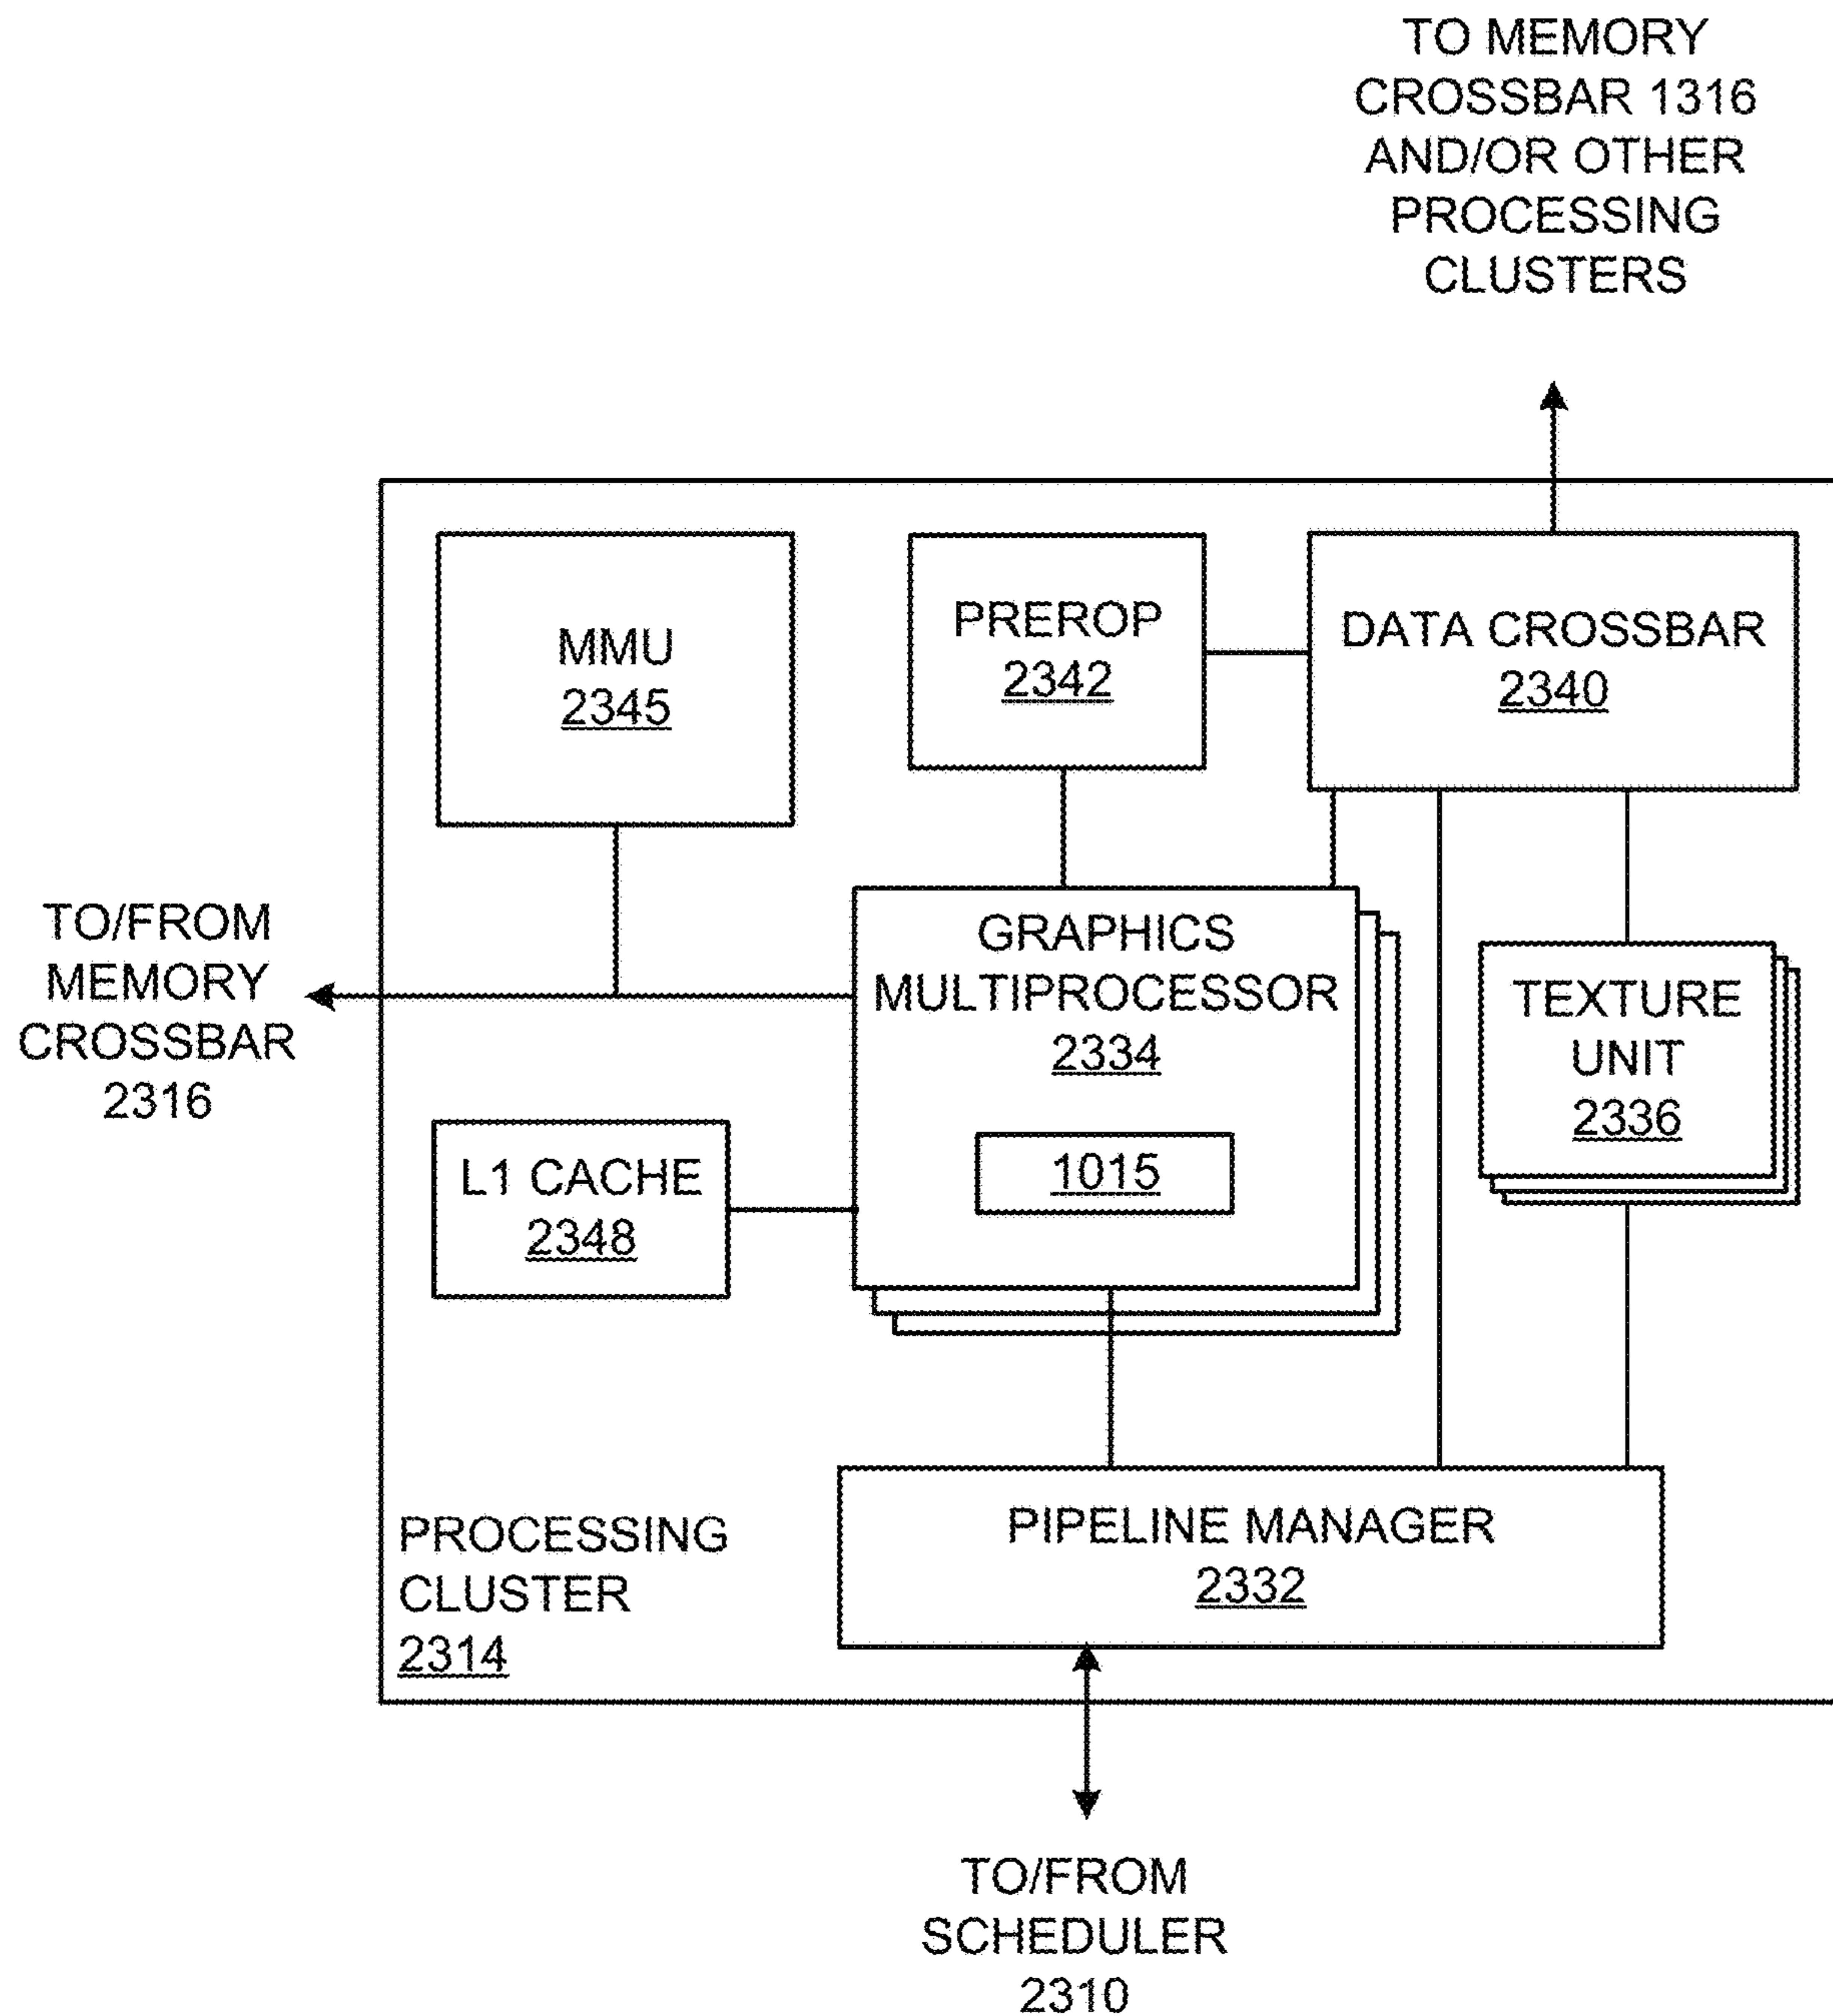 TO MEMORY
CROSSBAR 1316
AND/OR OTHER
PROCESSING
CLUSTERS
MMU
2345
PREROP
2342
DATA CROSSBAR
2340
TO/FROM
MEMORY
CROSSBAR
2316
GRAPHICS
MULTIPROCESSOR
2334
1015
TEXTURE
UNIT
2336
L1 CACHE
2348
PIPELINE MANAGER
2332
PROCESSING
CLUSTER
2314
TO/FROM
SCHEDULER
2310